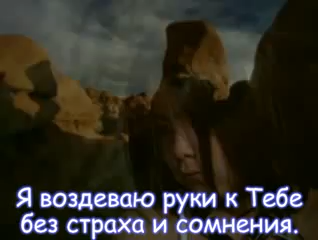 Я воздеваю руки к Тебе
без страха и сомнения.